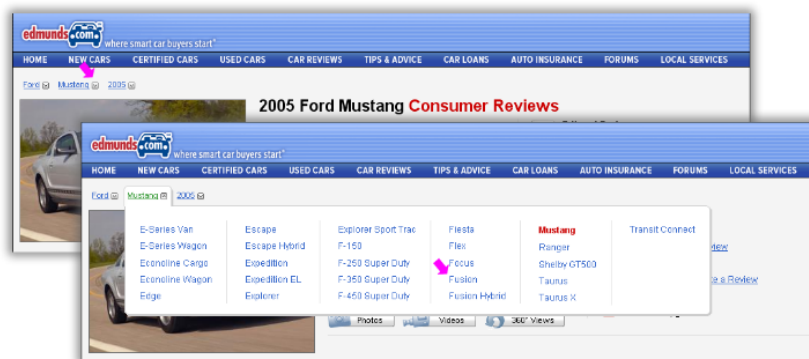 edmunds.com
where smart car buyers start*
HOME NEW CARS CERTIFIED CARS USED CARS CAR REVIEWS TIPS & ADVICE CAR LOANS AUTO INSURANCE FORUMS LOCAL SERVICES
Ford Mustang 2005
2005 Ford Mustang Consumer Reviews
edmunds.com
where smart car buyers start*
HOME NEW CARS CERTIFIED CARS USED CARS CAR REVIEWS TIPS & ADVICE CAR LOANS AUTO INSURANCE FORUMS LOCAL SERVICES
Ford Mustang 2005
E-Series Van Escape Explorer Sport Trac Fiesta Mustang Transit Connect
E-Series Wagon Escape Hybrid F-150 Flex Ranger
Econoline Cargo Expedition F-250 Super Duty Focus Shelby GT500
Econoline Wagon Expedition EL F-350 Super Duty Fusion Taurus
Edge Explorer F-450 Super Duty Fusion Hybrid Taurus X
a Review
Photos Videos 360° Views